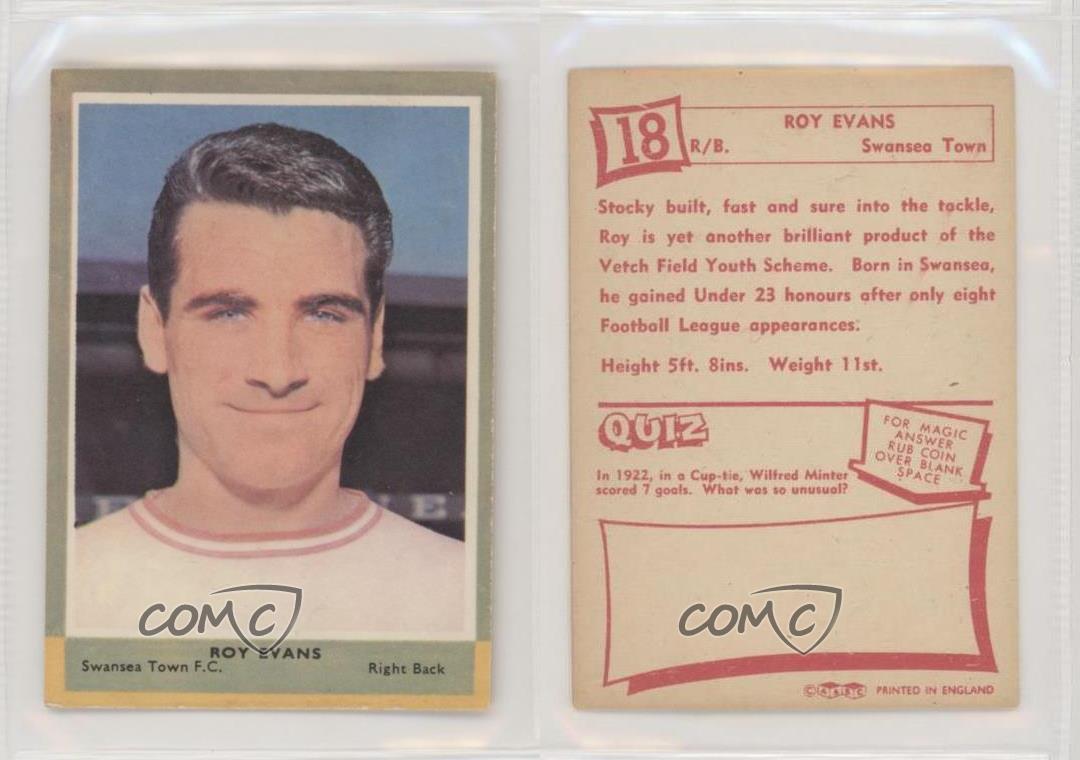 COMC
ROY EVANS
Swansea Town F.C. Right Back
18
ROY EVANS
R/B. Swansea Town
Stocky built, fast and sure into the tackle,
Roy is yet another brilliant product of the
Vetch Field Youth Scheme. Born in Swansea,
he gained Under 23 honours after only eight
Football League appearances.
Height 5ft. 8ins. Weight 11st.
QUIZ
FOR MAGIC
ANSWER
RUB COIN
OVER BLANK
SPACE
In 1922, in a Cup-tie, Wilfred Minter
scored 7 goals. What was so unusual?
COMC
© A&BC PRINTED IN ENGLAND